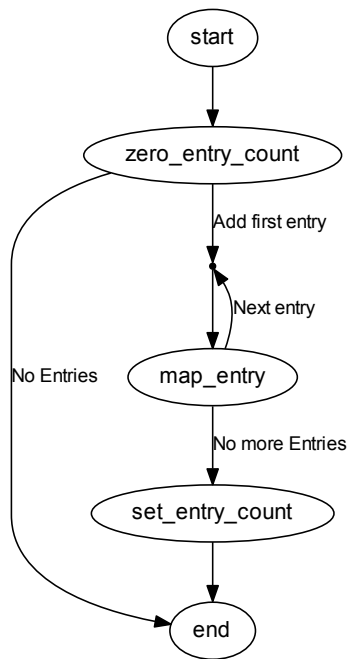 start
zero_entry_count
Add first entry
Next entry
map_entry
No Entries
No more Entries
set_entry_count
end